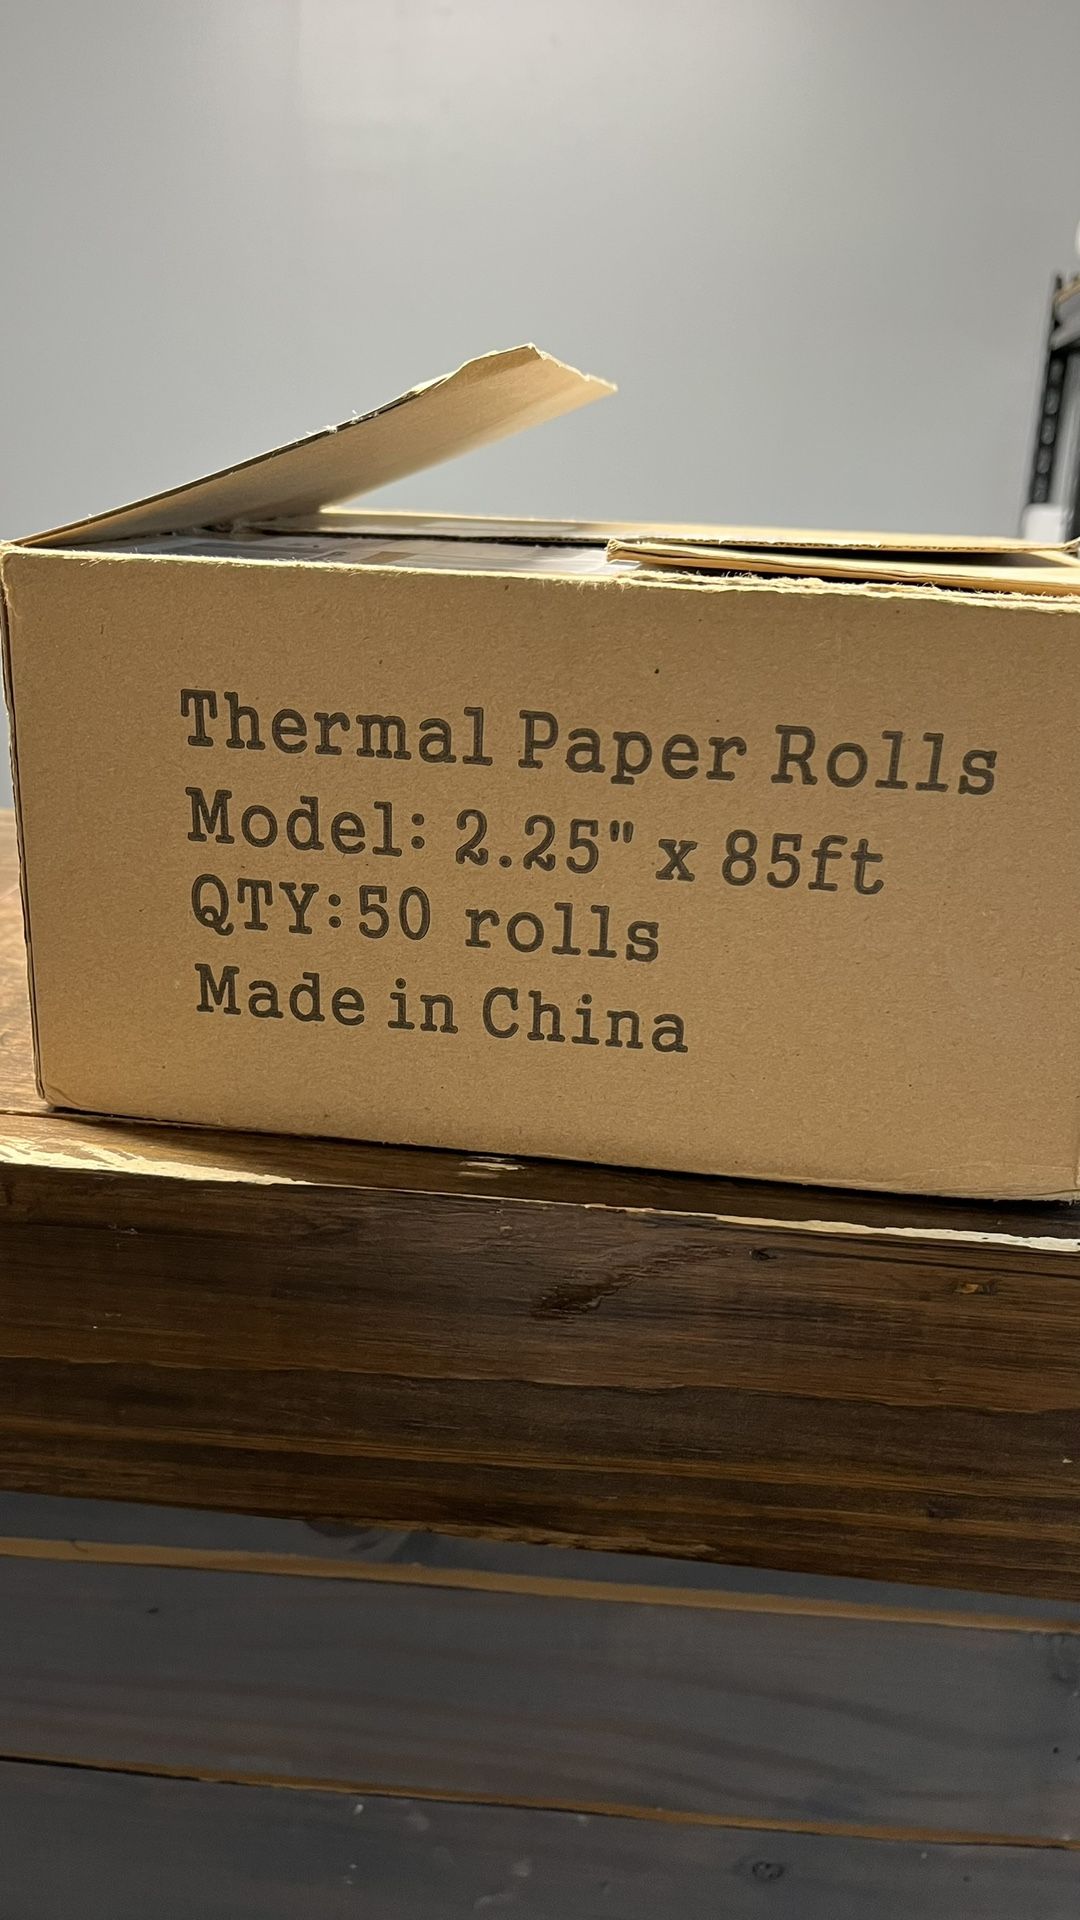 Thermal Paper Rolls
Model: 2.25" x 85ft
QTY:50 rolls
Made in China